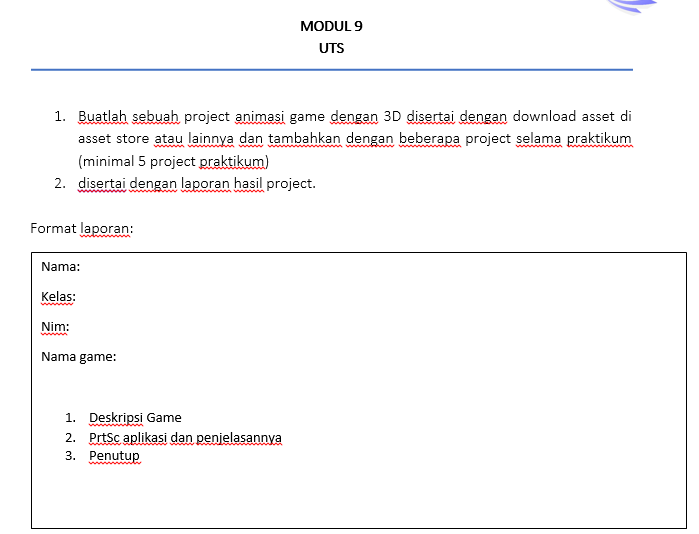 MODUL 9
UTS
1. Buatlah sebuah project animasi game dengan 3D disertai dengan download asset di
asset store atau lainnya dan tambahkan dengan beberapa project selama praktikum
(minimal 5 project praktikum)
2. disertai dengan laporan hasil project.
Format laporan:
Nama:
Kelas:
Nim:
Nama game:
1. Deskripsi Game
2. PrtSc aplikasi dan penjelasannya
3. Penutup